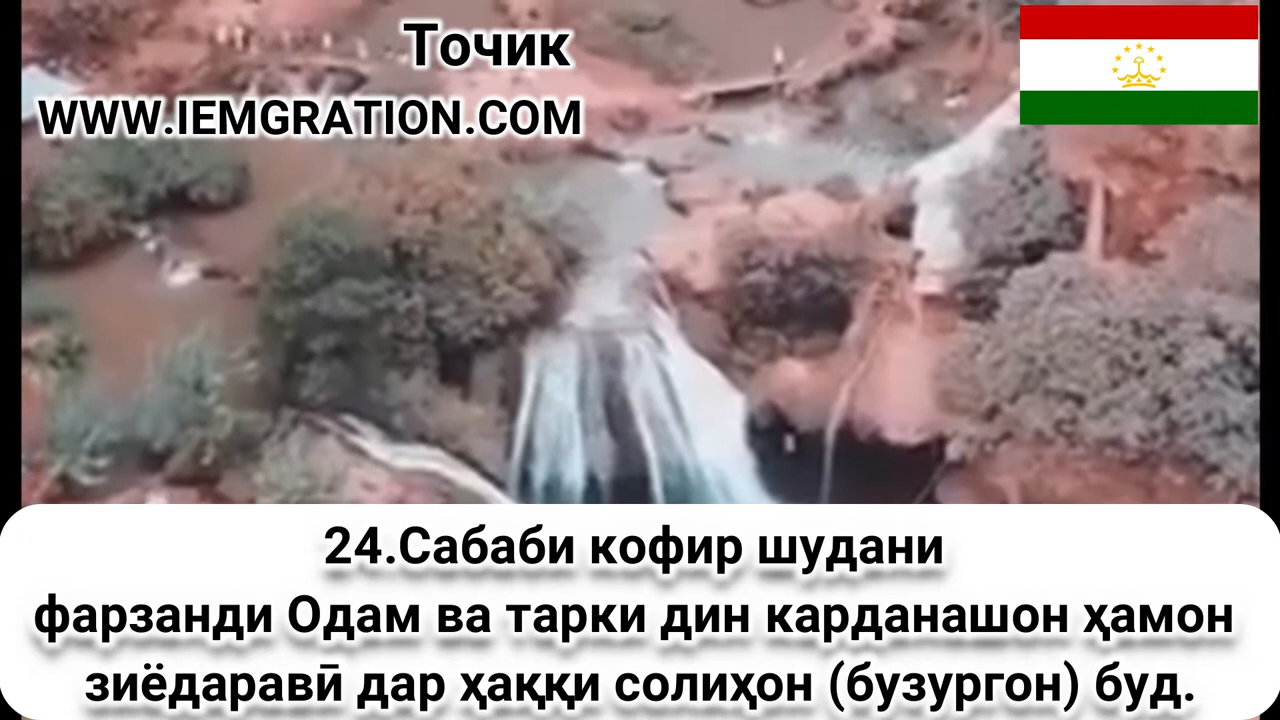 Точик
WWW.IEMGRATION.COM
24.Сабаби кофир шудани
фарзанди Одам ва тарки дин карданашон ҳамон
зиёдаравӣ дар ҳаққи солиҳон (бузургон) буд.